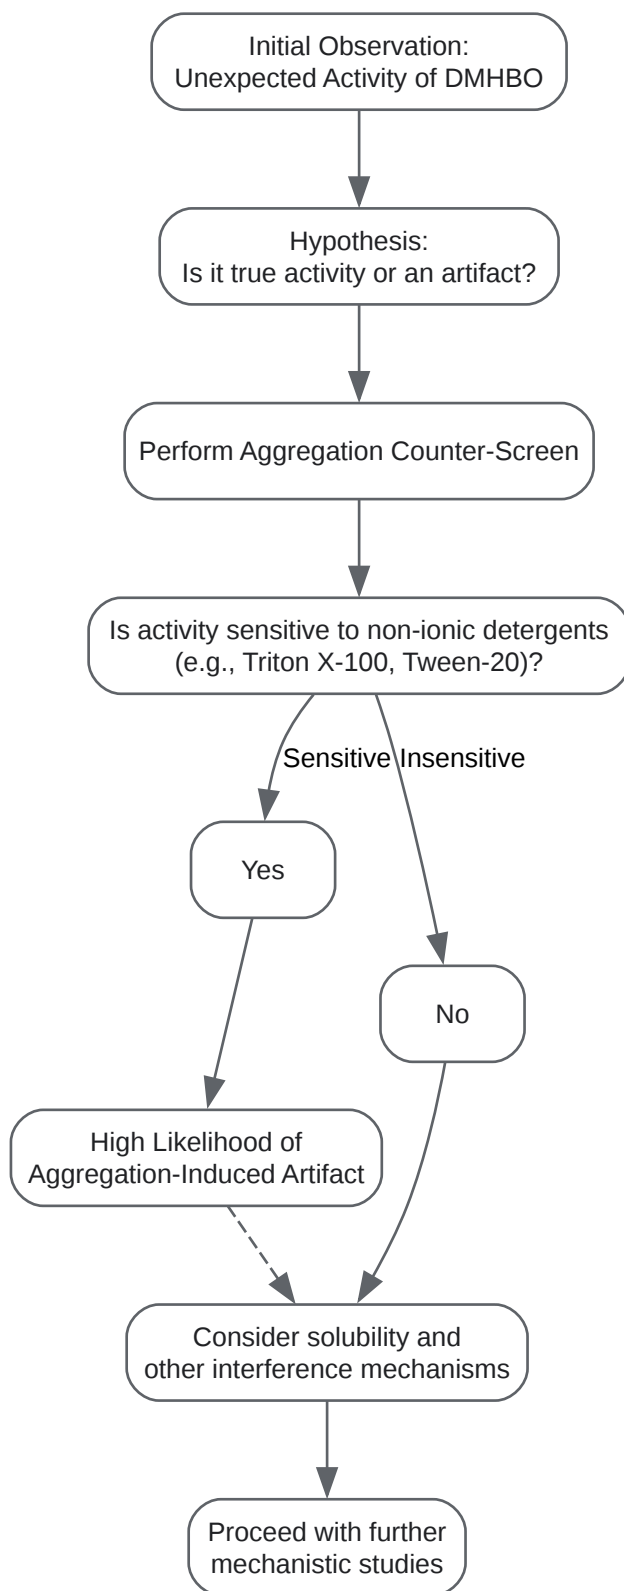 Initial Observation:
Unexpected Activity of DMHBO
Hypothesis:
Is it true activity or an artifact?
Perform Aggregation Counter-Screen
Is activity sensitive to non-ionic detergents
(e.g., Triton X-100, Tween-20)?
Sensitive
Insensitive
Yes
No
High Likelihood of
Aggregation-Induced Artifact
Consider solubility and
other interference mechanisms
Proceed with further
mechanistic studies